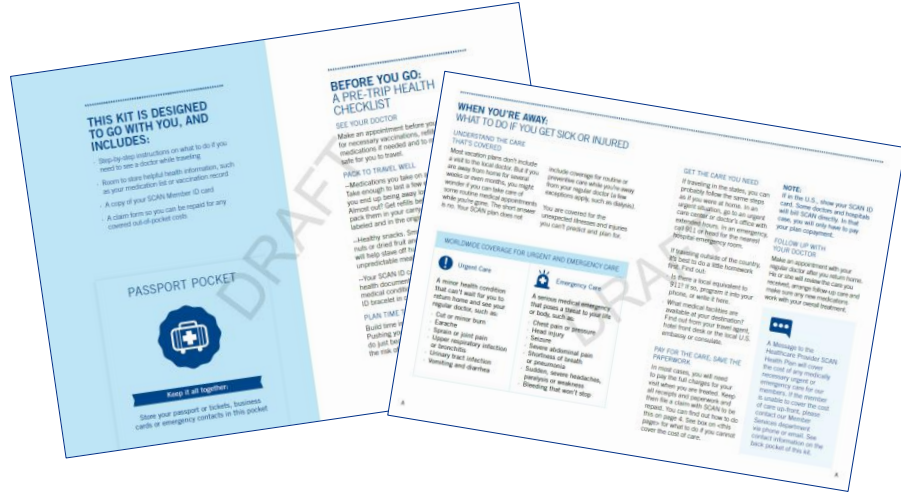 THIS KIT IS DESIGNED
TO GO WITH YOU, AND
INCLUDES:
· Step-by-step instructions on what to do if you
need to see a doctor while traveling
· Room to store helpful health information, such
as your medication list or vaccination record
· A copy of your SCAN Member ID card
· A claim form so you can be repaid for any
covered out-of-pocket costs
PASSPORT POCKET
Keep it all together:
Store your passport or tickets, business
cards or emergency contacts in this pocket
BEFORE YOU GO:
A PRE-TRIP HEALTH
CHECKLIST
SEE YOUR DOCTOR
Make an appointment before you
for necessary vaccinations, refill
medications if needed and to
safe for you to travel.
PACK TO TRAVEL WELL
–Medications you take on a
Take enough to last a few
you end up being away
Almost out? Get refills
pack them in your carry
labeled and in the
–Healthy snacks.
nuts or dried fruit
will help stave off
unpredictable
-Your SCAN ID
health
medical
ID bracelet or
PLAN TIME
Build time
Pushing
do just
the risk of
DRAFT
WHEN YOU'RE AWAY:
WHAT TO DO IF YOU GET SICK OR INJURED
UNDERSTAND THE CARE
THAT'S COVERED
Most vacation plans don't include
a visit to the local doctor. But if you
are away from home for several
weeks or even months, you might
wonder if you can take care of
some routine medical appointments
while you're gone. The short answer
is no. Your SCAN plan does not
include coverage for routine or
preventive care while you're away
from your regular doctor (a few
exceptions apply, such as dialysis).
You are covered for the
unexpected illnesses and injuries
you can't predict and plan for.
WORLDWIDE COVERAGE FOR URGENT AND EMERGENCY CARE
Urgent Care
A minor health condition
that can't wait for you to
return home and see your
regular doctor, such as:
· Cut or minor burn
· Earache
· Sprain or joint pain
· Upper respiratory infection
or bronchitis
· Urinary tract infection
· Vomiting and diarrhea
Emergency Care
A serious medical emergency
that poses a threat to your life
or body, such as:
· Chest pain or pressure
· Head injury
· Seizure
· Severe abdominal pain
· Shortness of breath
or pneumonia
· Sudden, severe headaches,
paralysis or weakness
· Bleeding that won't stop
GET THE CARE YOU NEED
If traveling in the states, you can
probably follow the same steps
as if you were at home. In an
urgent situation, go to an urgent
care center or doctor's office with
extended hours. In an emergency,
call 911 or head for the nearest
hospital emergency room.
If traveling outside of the country,
it's best to do a little homework
first. Find out:
· Is there a local equivalent to
911? If so, program it into your
phone, or write it here.
· What medical facilities are
available at your destination?
Find out from your travel agent,
hotel front desk or the local U.S.
embassy or consulate.
PAY FOR THE CARE, SAVE THE
PAPERWORK
In most cases, you will need
to pay the full charges for your
visit when you are treated. Keep
all receipts and paperwork and
then file a claim with SCAN to be
repaid. You can find out how to do
this on page 4. See box on <this
page> for what to do if you cannot
cover the cost of care.
NOTE:
If in the U.S., show your SCAN ID
card. Some doctors and hospitals
will bill SCAN directly. In that
case, you will only have to pay
your plan copayment.
FOLLOW UP WITH
YOUR DOCTOR
Make an appointment with your
regular doctor after you return home.
He or she will review the care you
received, arrange follow-up care and
make sure any new medications
work with your overall treatment.
A Message to the
Healthcare Provider SCAN
Health Plan will cover
the cost of any medically
necessary urgent or
emergency care for our
members. If the member
is unable to cover the cost
of care up-front, please
contact our Member
Services department
via phone or email. See
contact information on the
back pocket of this kit.
DRAFT